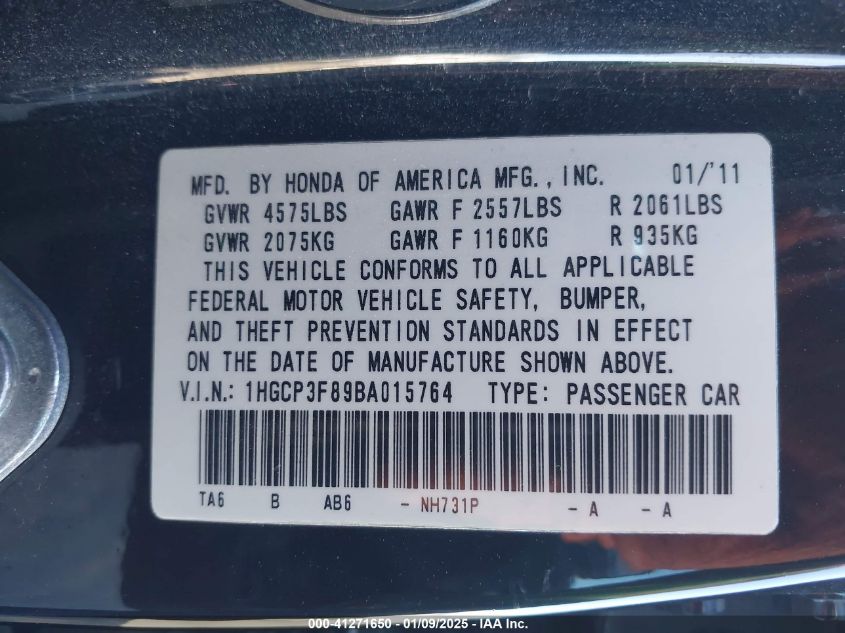 MFD. BY HONDA OF AMERICA MFG., INC. 01/'11
GVWR 4575LBS GAWR F 2557LBS R 2061LBS
GVWR 2075KG GAWR F 1160KG R 935KG
THIS VEHICLE CONFORMS TO ALL APPLICABLE
FEDERAL MOTOR VEHICLE SAFETY, BUMPER,
AND THEFT PREVENTION STANDARDS IN EFFECT
ON THE DATE OF MANUFACTURE SHOWN ABOVE.
V.I.N.: 1HGCP3F89BA015764 TYPE: PASSENGER CAR
TA6 B AB6 - NH731P - A - A
000-41271650 - 01/09/2025 - IAA Inc.